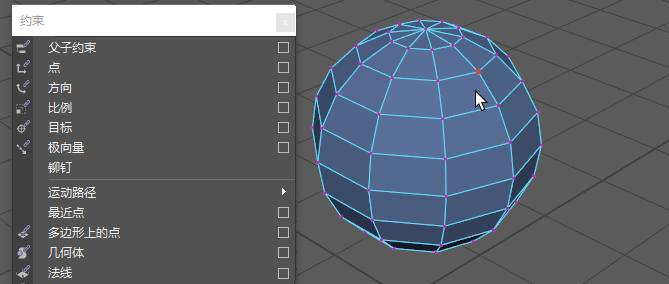 约束
父子约束
点
方向
比例
目标
极向量
铆钉
运动路径
最近点
多边形上的点
几何体
法线